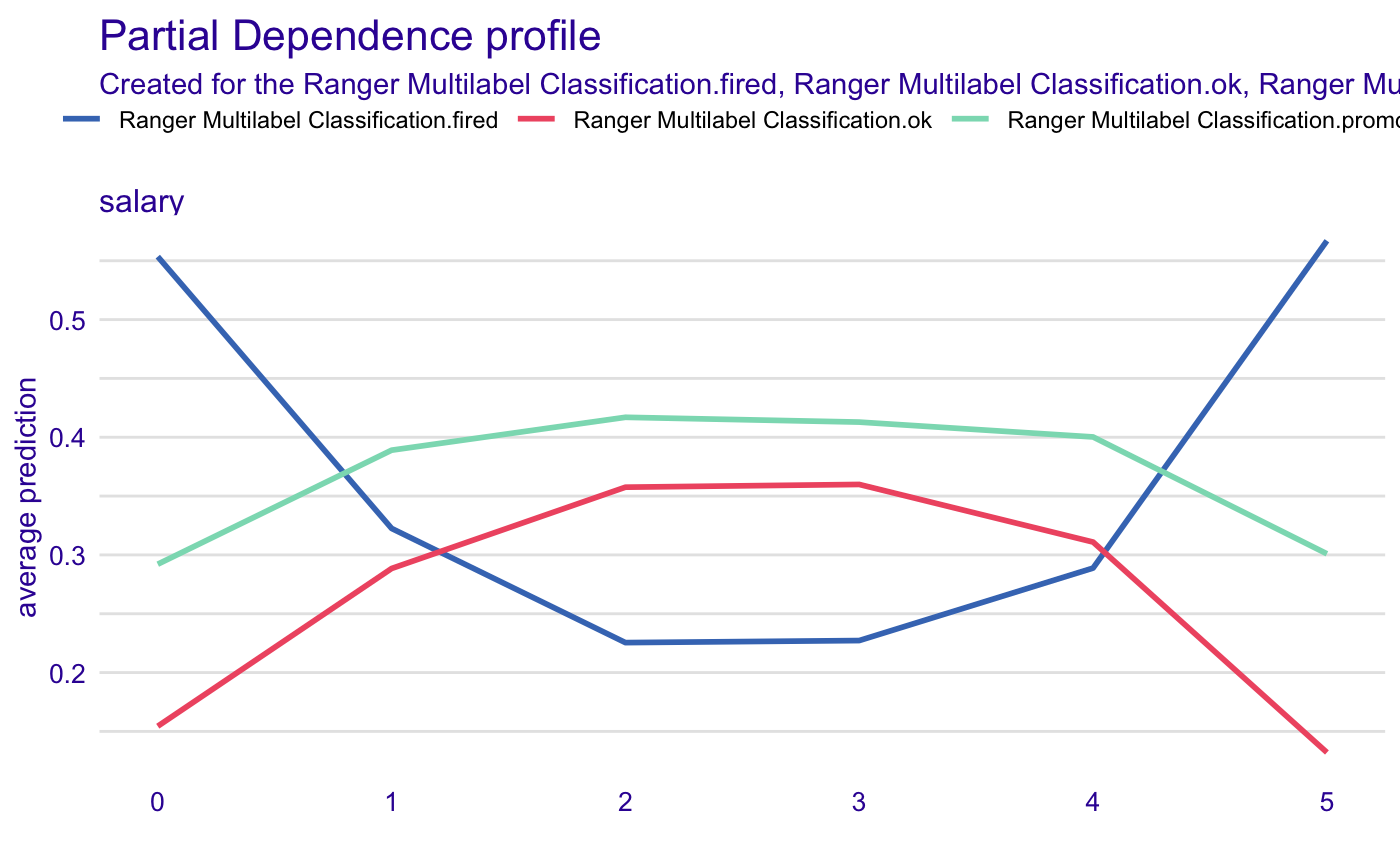 Partial Dependence profile
Created for the Ranger Multilabel Classification.fired, Ranger Multilabel Classification.ok, Ranger Mu
Ranger Multilabel Classification.fired Ranger Multilabel Classification.ok Ranger Multilabel Classification.promo
salary
0.5
0.4
0.3
0.2
average prediction
0 1 2 3 4 5